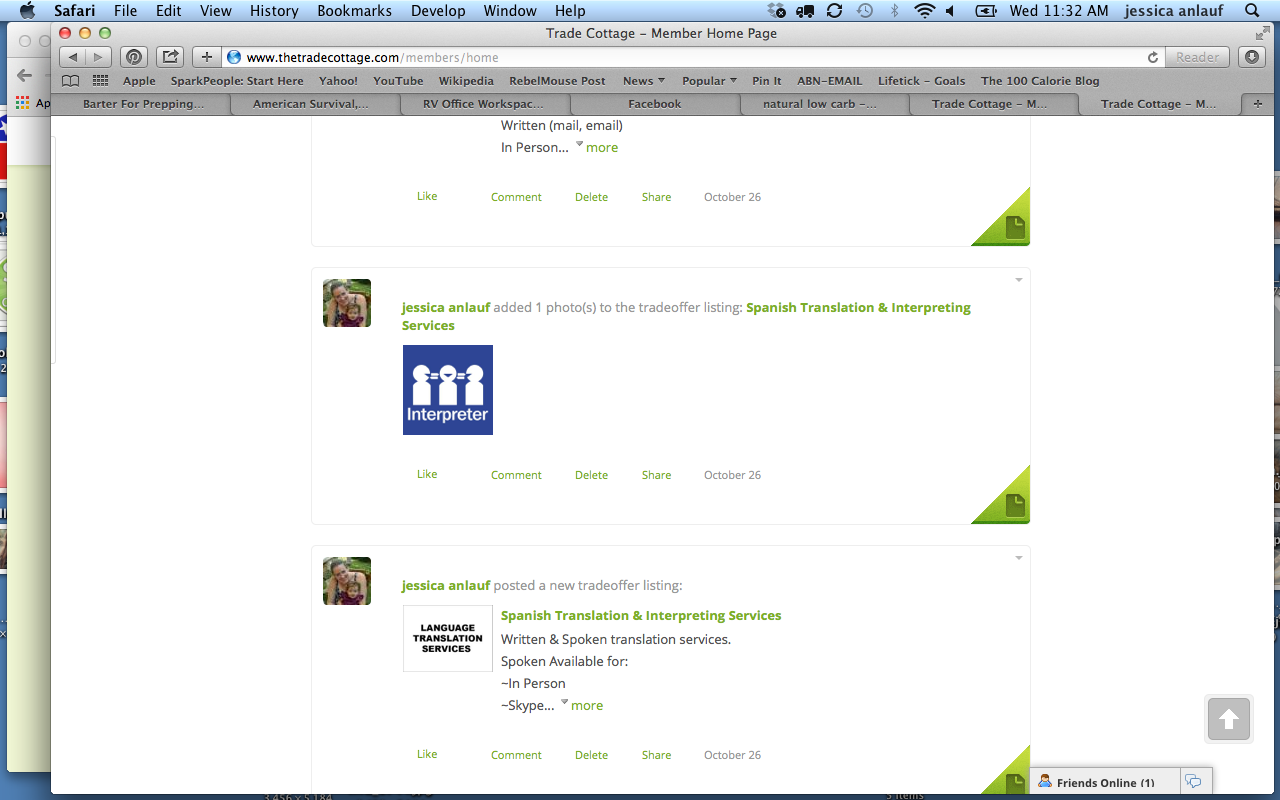 Safari File Edit View History Bookmarks Develop Window Help Wed 11:32 AM jessica anlauf
Trade Cottage – Member Home Page
www.thetradecottage.com/members/home Reader
Apple SparkPeople: Start Here Yahoo! YouTube Wikipedia RebelMouse Post News Popular Pin It ABN-EMAIL Lifetick – Goals The 100 Calorie Blog
Barter For Prepping... American Survival,... RV Office Workspac... Facebook natural low carb –... Trade Cottage – M... Trade Cottage – M...
Ap
Written (mail, email)
In Person... more
Like Comment Delete Share October 26
jessica anlauf added 1 photo(s) to the tradeoffer listing: Spanish Translation & Interpreting
Services
Interpreter
Like Comment Delete Share October 26
jessica anlauf posted a new tradeoffer listing:
LANGUAGE
TRANSLATION
SERVICES
Spanish Translation & Interpreting Services
Written & Spoken translation services.
Spoken Available for:
~In Person
~Skype... more
Like Comment Delete Share October 26
Friends Online (1)